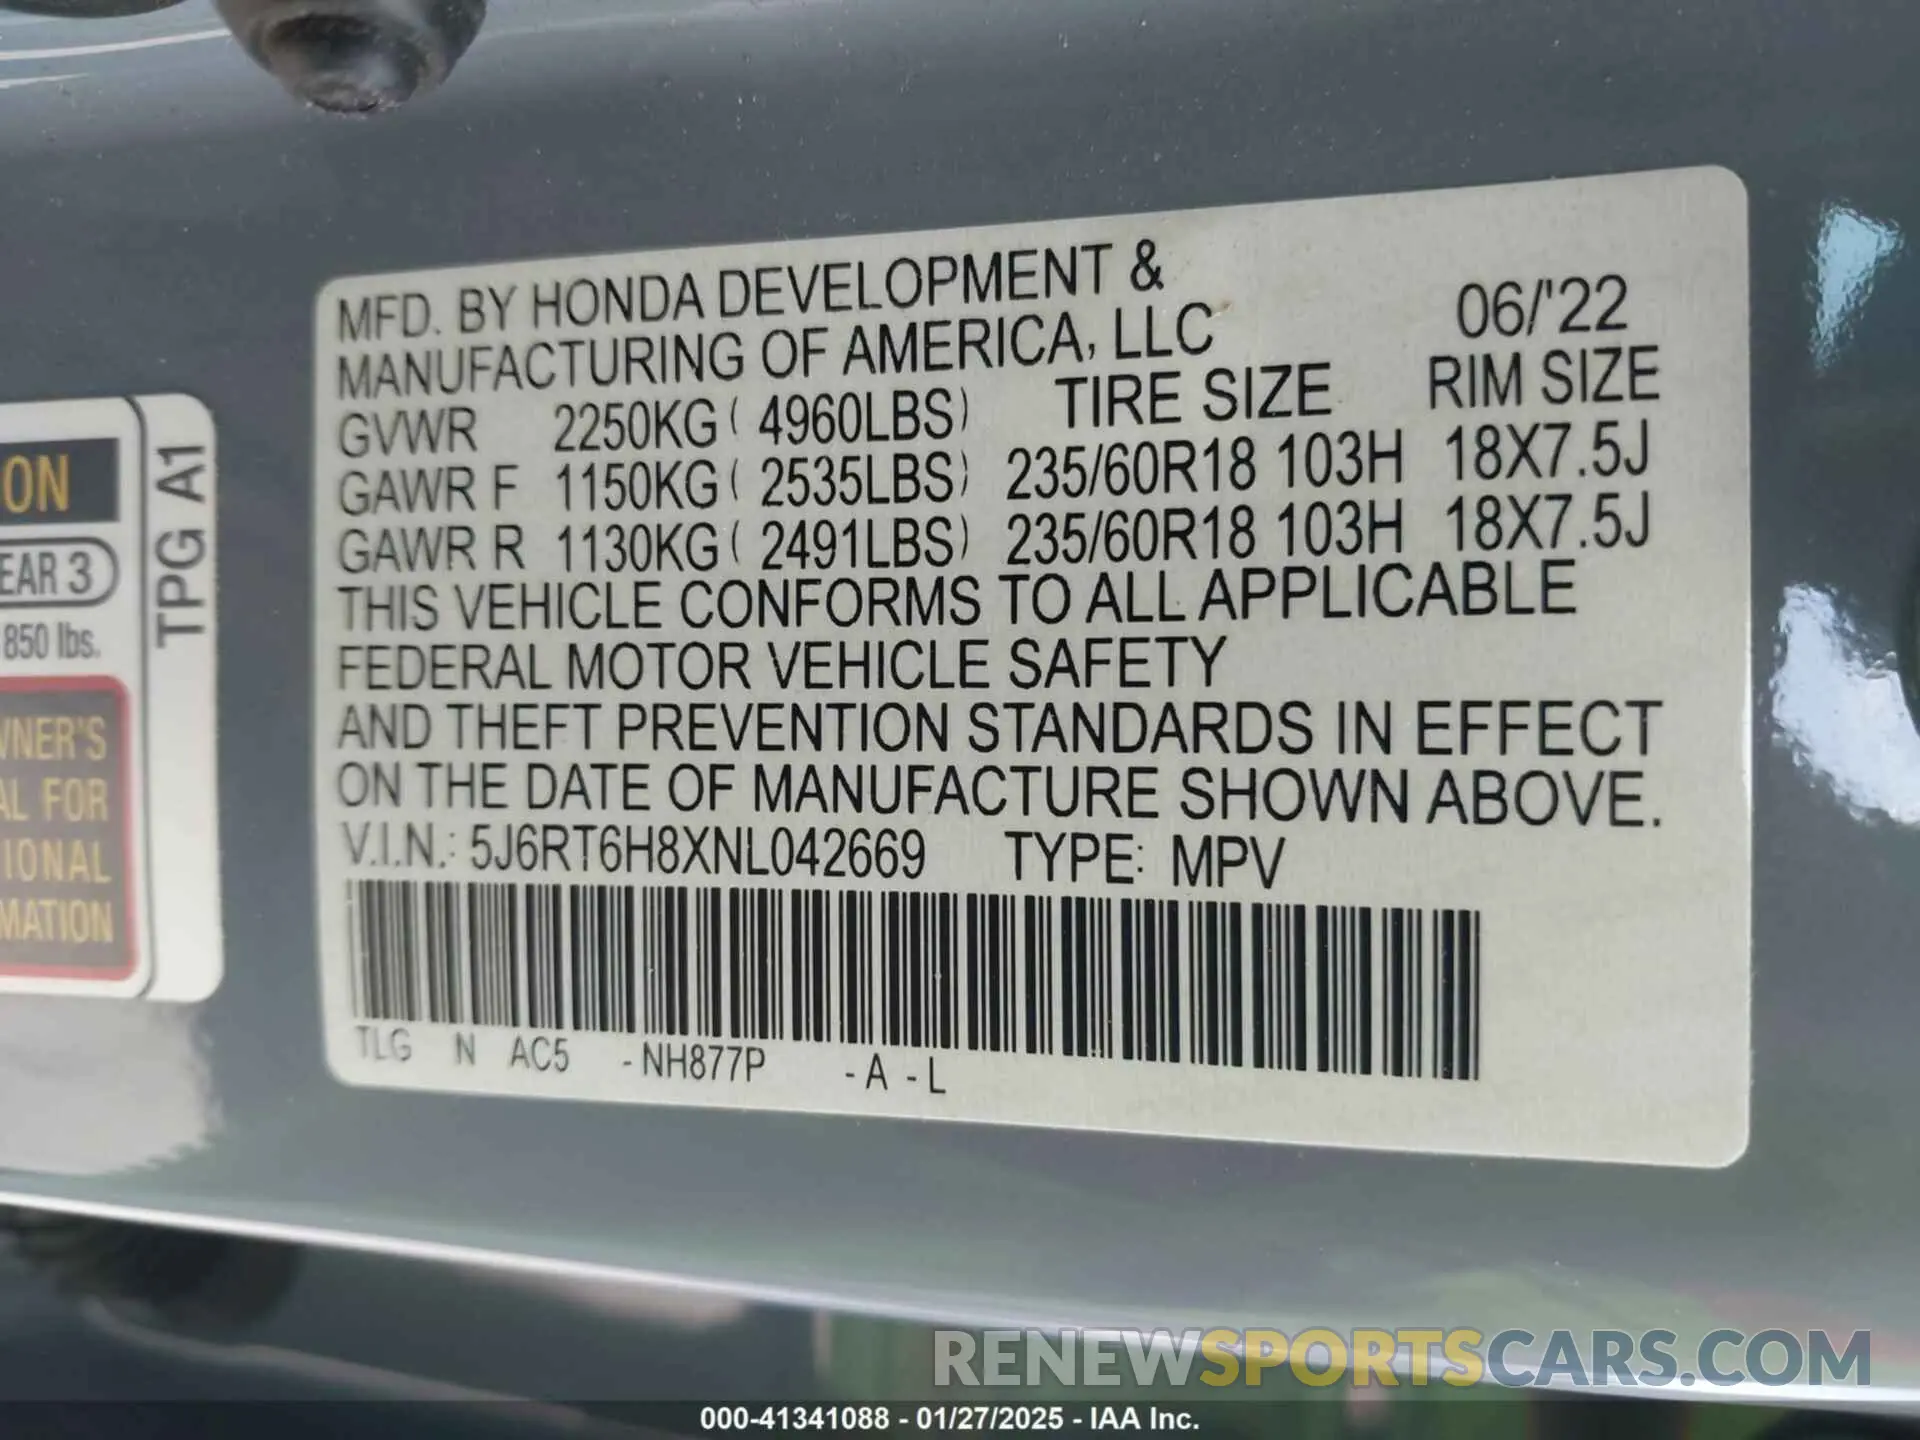 MFD. BY HONDA DEVELOPMENT &
MANUFACTURING OF AMERICA, LLC 06/'22
GVWR 2250KG ( 4960LBS) TIRE SIZE RIM SIZE
GAWR F 1150KG ( 2535LBS) 235/60R18 103H 18X7.5J
GAWR R 1130KG ( 2491LBS) 235/60R18 103H 18X7.5J
THIS VEHICLE CONFORMS TO ALL APPLICABLE
FEDERAL MOTOR VEHICLE SAFETY
AND THEFT PREVENTION STANDARDS IN EFFECT
ON THE DATE OF MANUFACTURE SHOWN ABOVE.
V.I.N.: 5J6RT6H8XNL042669 TYPE: MPV
TLG N AC5 -NH877P -A -L
ON
EAR 3
850 lbs.
WNER'S
AL FOR
IONAL
MATION
TPG A1
RENEWSPORTSCARS.COM
000-41341088 - 01/27/2025 - IAA Inc.